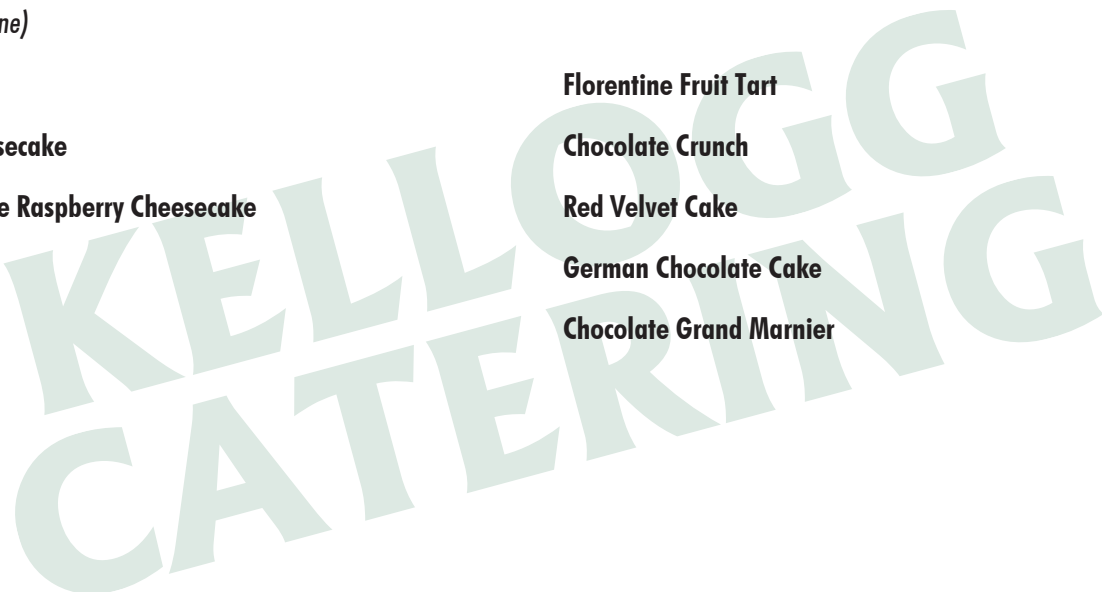 ne)
secake
e Raspberry Cheesecake
Florentine Fruit Tart
Chocolate Crunch
Red Velvet Cake
German Chocolate Cake
Chocolate Grand Marnier
KELLOGG
CATERING